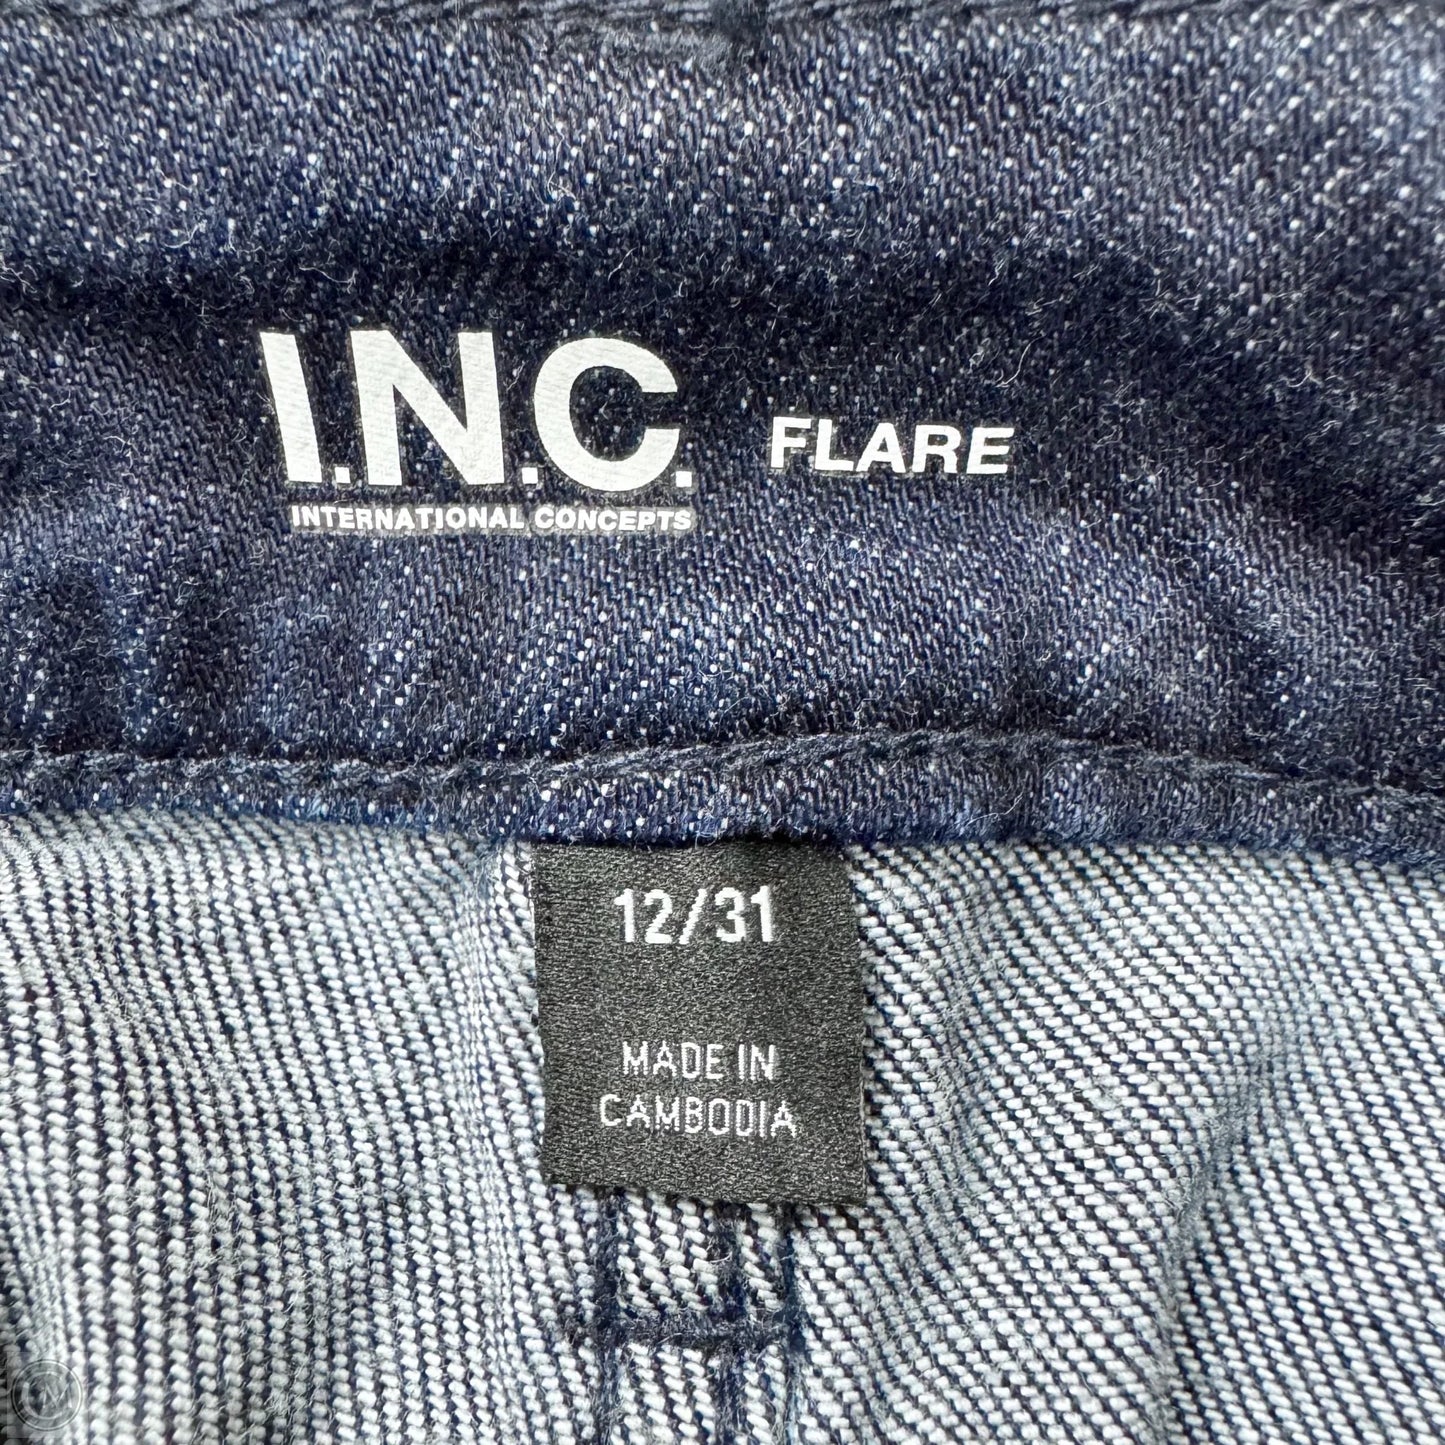 I.N.C.
INTERNATIONAL CONCEPTS
FLARE
12/31
MADE IN
CAMBODIA